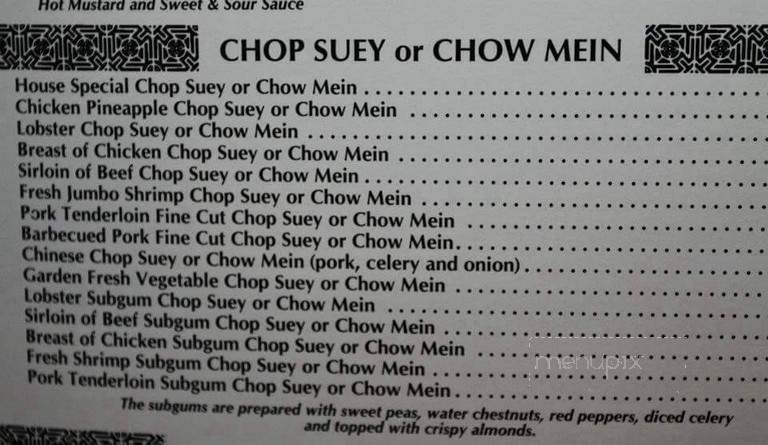 Hot Mustard and Sweet & Sour Sauce
CHOP SUEY or CHOW MEIN
House Special Chop Suey or Chow Mein
Chicken Pineapple Chop Suey or Chow Mein
Lobster Chop Suey or Chow Mein
Breast of Chicken Chop Suey or Chow Mein
Sirloin of Beef Chop Suey or Chow Mein
Fresh Jumbo Shrimp Chop Suey or Chow Mein
Pork Tenderloin Fine Cut Chop Suey or Chow Mein
Barbecued Pork Fine Cut Chop Suey or Chow Mein
Chinese Chop Suey or Chow Mein (pork, celery and onion)
Garden Fresh Vegetable Chop Suey or Chow Mein
Lobster Subgum Chop Suey or Chow Mein
Sirloin of Beef Subgum Chop Suey or Chow Mein
Breast of Chicken Subgum Chop Suey or Chow Mein
Fresh Shrimp Subgum Chop Suey or Chow Mein
Pork Tenderloin Subgum Chop Suey or Chow Mein
The subgums are prepared with sweet peas, water chestnuts, red peppers, diced celery
and topped with crispy almonds.
menupix